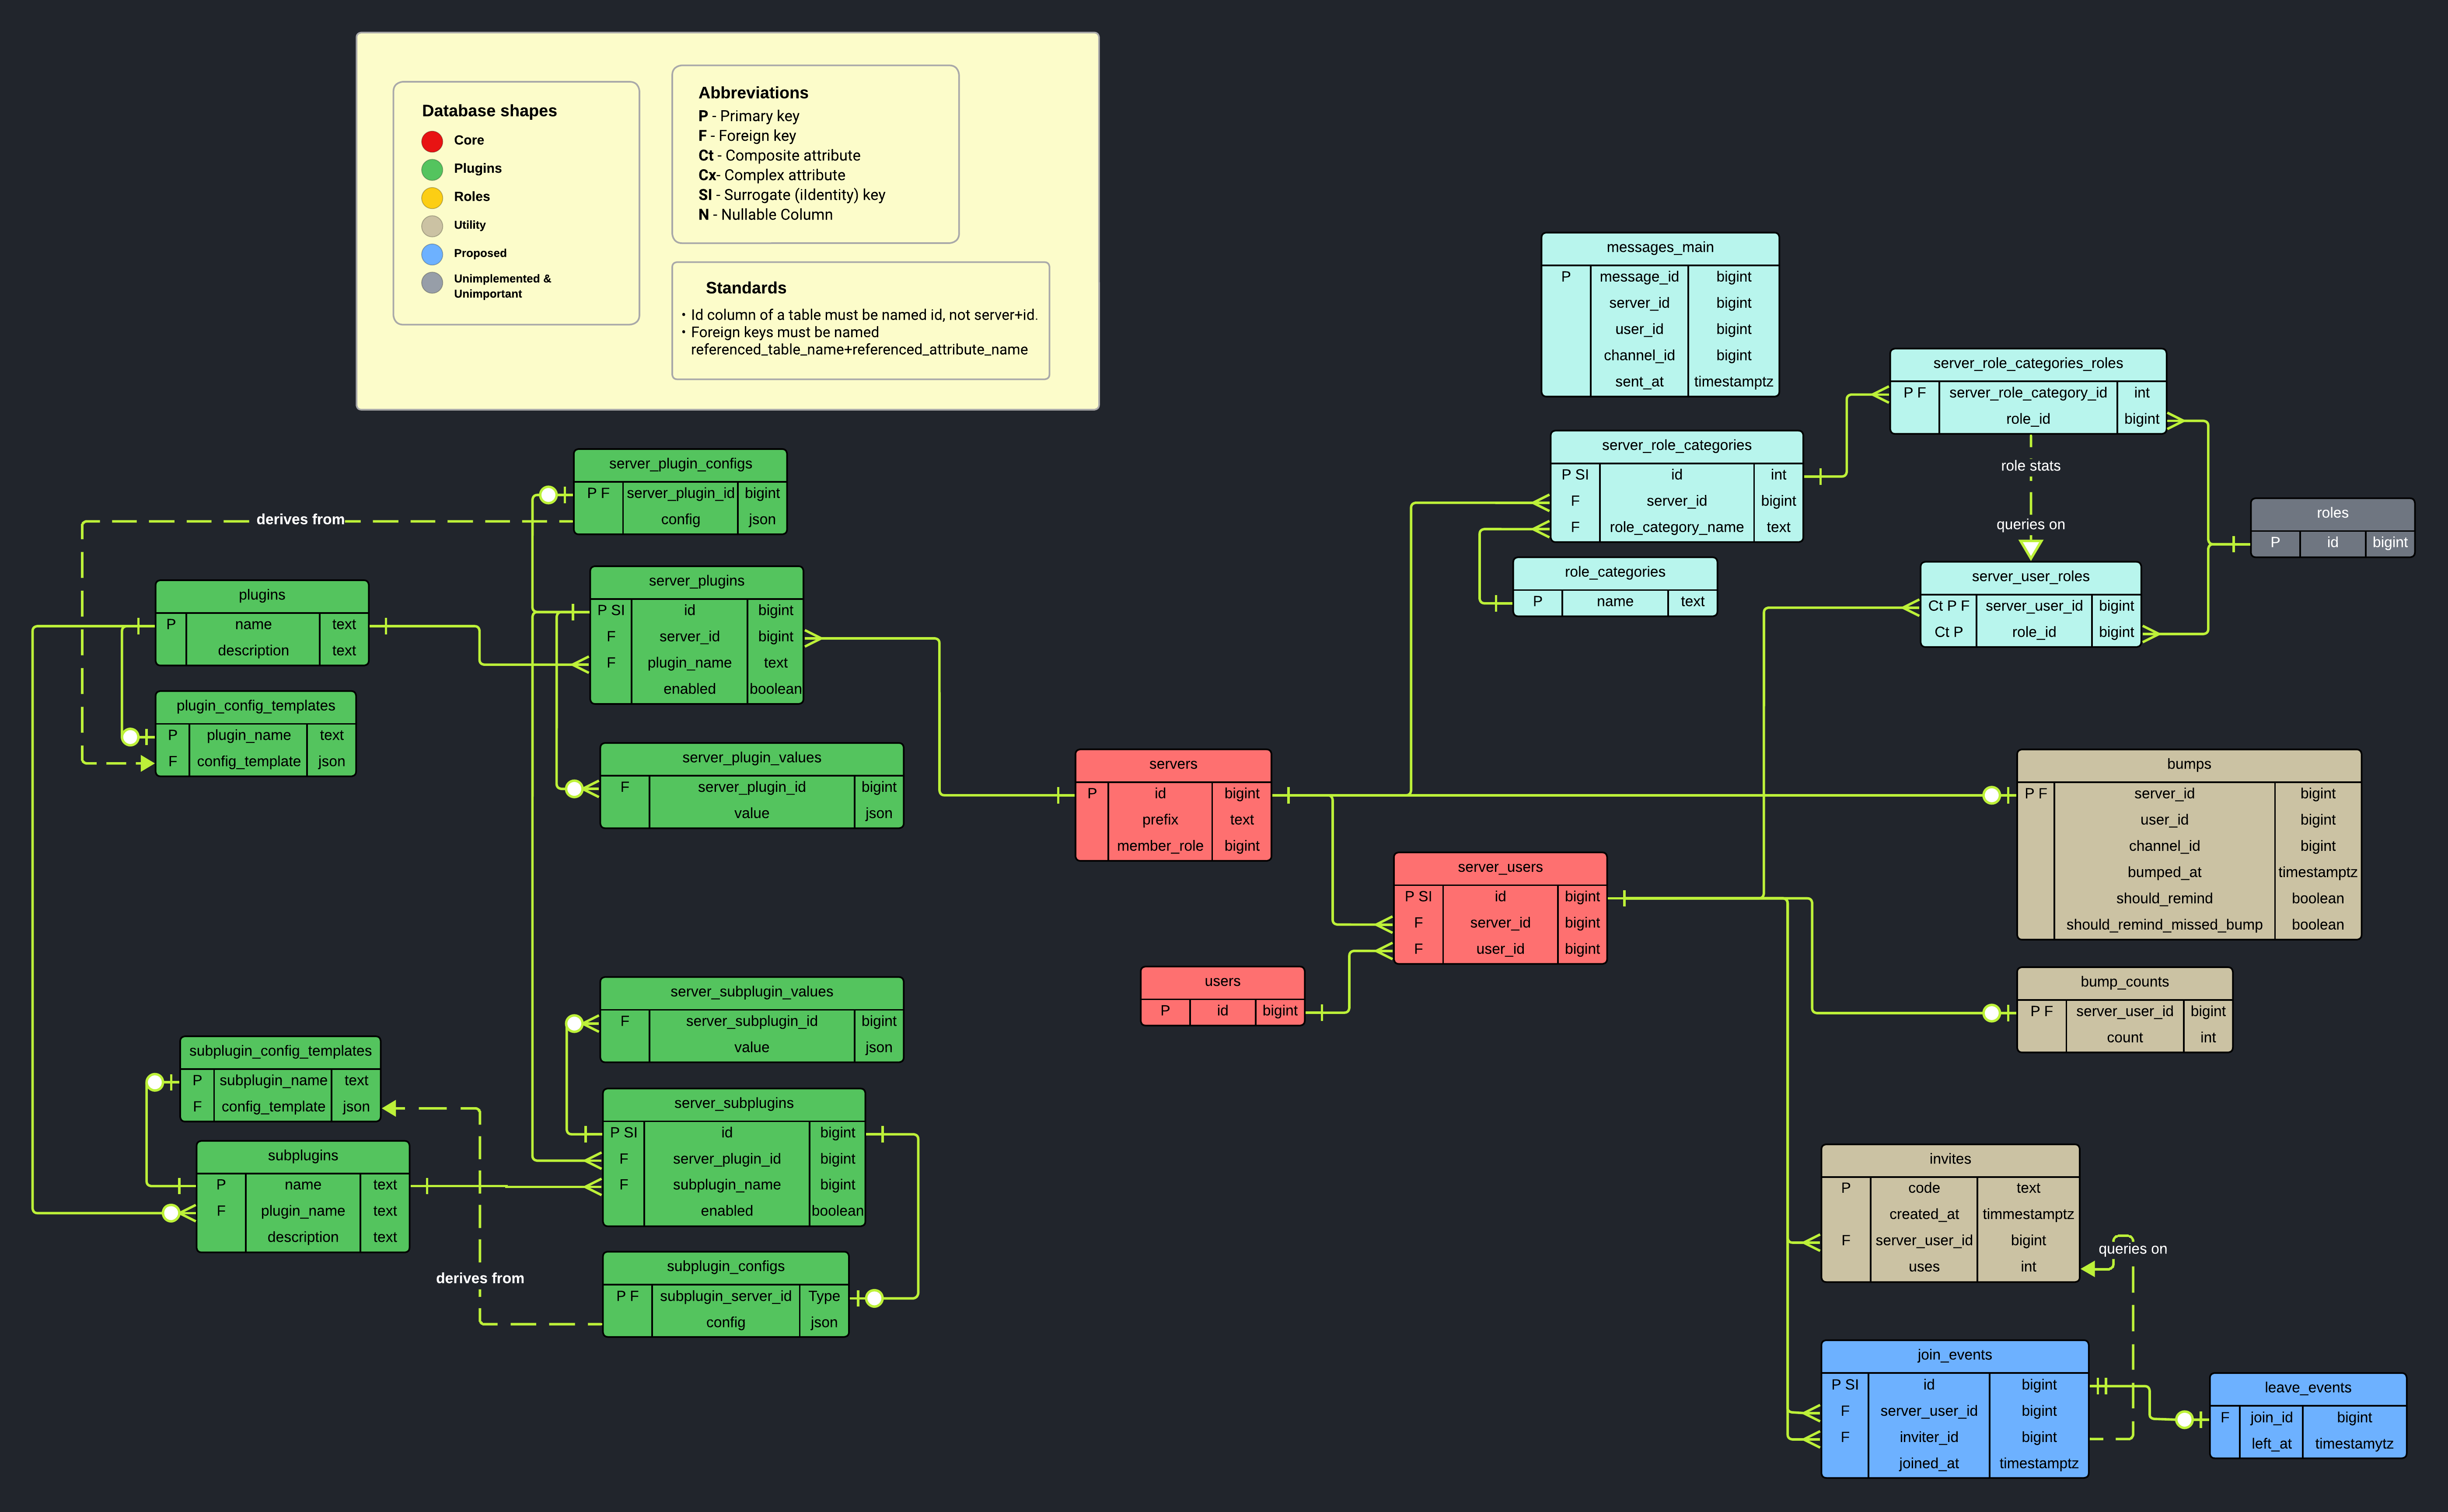 Database shapes
Core
Plugins
Roles
Utility
Proposed
Unimplemented &
Unimportant
Abbreviations
P - Primary key
F - Foreign key
Ct - Composite attribute
Cx- Complex attribute
SI - Surrogate (iIdentity) key
N - Nullable Column
Standards
• Id column of a table must be named id, not server+id.
• Foreign keys must be named
referenced_table_name+referenced_attribute_name
server_plugin_configs
P F server_plugin_id bigint
config json
derives from
plugins
P name text
description text
plugin_config_templates
P plugin_name text
F config_template json
server_plugins
P SI id bigint
F server_id bigint
F plugin_name text
enabled boolean
server_plugin_values
F server_plugin_id bigint
value json
server_subplugin_values
F server_subplugin_id bigint
value json
subplugin_config_templates
P subplugin_name text
F config_template json
subplugins
P name text
F plugin_name text
description text
server_subplugins
P SI id bigint
F server_plugin_id bigint
F subplugin_name bigint
enabled boolean
derives from
subplugin_configs
P F subplugin_server_id Type
config json
servers
P id bigint
prefix text
member_role bigint
server_users
P SI id bigint
F server_id bigint
F user_id bigint
users
P id bigint
messages_main
P message_id bigint
server_id bigint
user_id bigint
channel_id bigint
sent_at timestamptz
server_role_categories
P SI id int
F server_id bigint
F role_category_name text
role_categories
P name text
server_role_categories_roles
P F server_role_category_id int
role_id bigint
role stats
queries on
server_user_roles
Ct P F server_user_id bigint
Ct P role_id bigint
roles
P id bigint
bumps
P F server_id bigint
user_id bigint
channel_id bigint
bumped_at timestamptz
should_remind boolean
should_remind_missed_bump boolean
bump_counts
P F server_user_id bigint
count int
invites
P code text
created_at timmestamptz
F server_user_id bigint
uses int
queries on
join_events
P SI id bigint
F server_user_id bigint
F inviter_id bigint
joined_at timestamptz
leave_events
F join_id bigint
left_at timestamytz